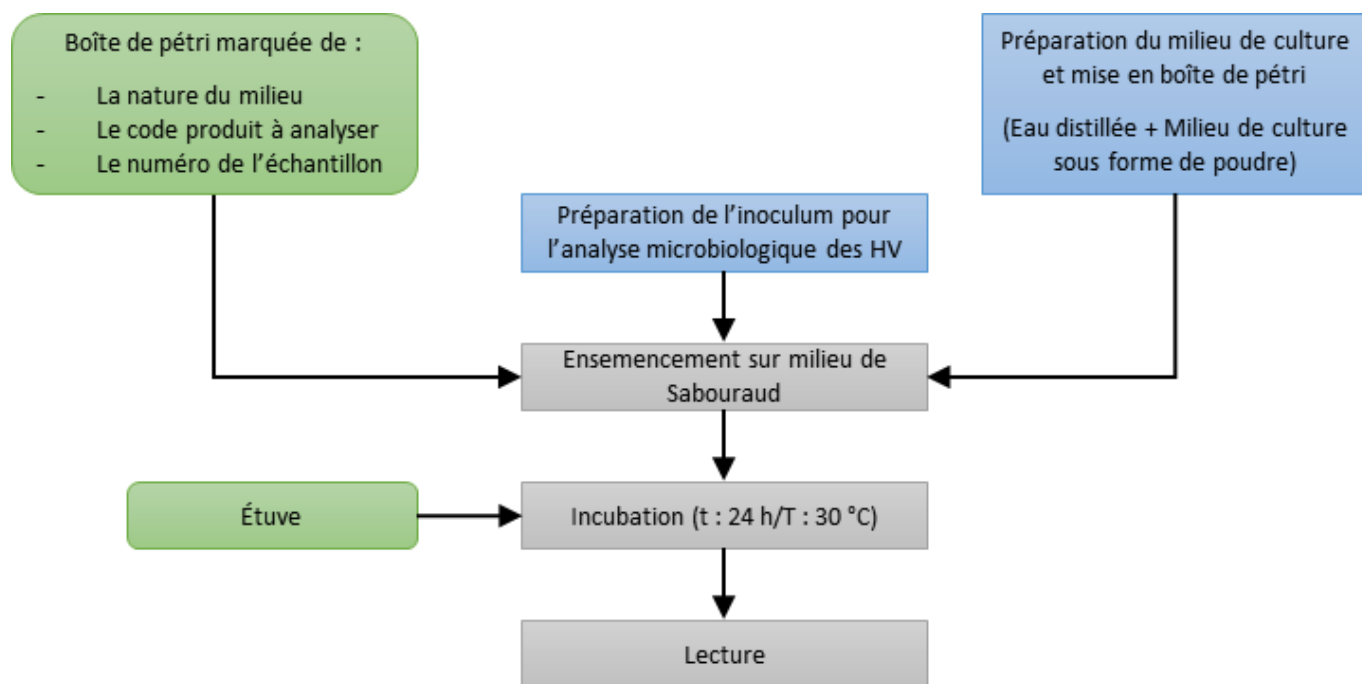 Boîte de pétri marquée de :
- La nature du milieu
- Le code produit à analyser
- Le numéro de l’échantillon
Préparation du milieu de culture
et mise en boîte de pétri
(Eau distillée + Milieu de culture
sous forme de poudre)
Préparation de l’inoculum pour
l’analyse microbiologique des HV
Ensemencement sur milieu de
Sabouraud
Étuve
Incubation (t : 24 h/T : 30 °C)
Lecture